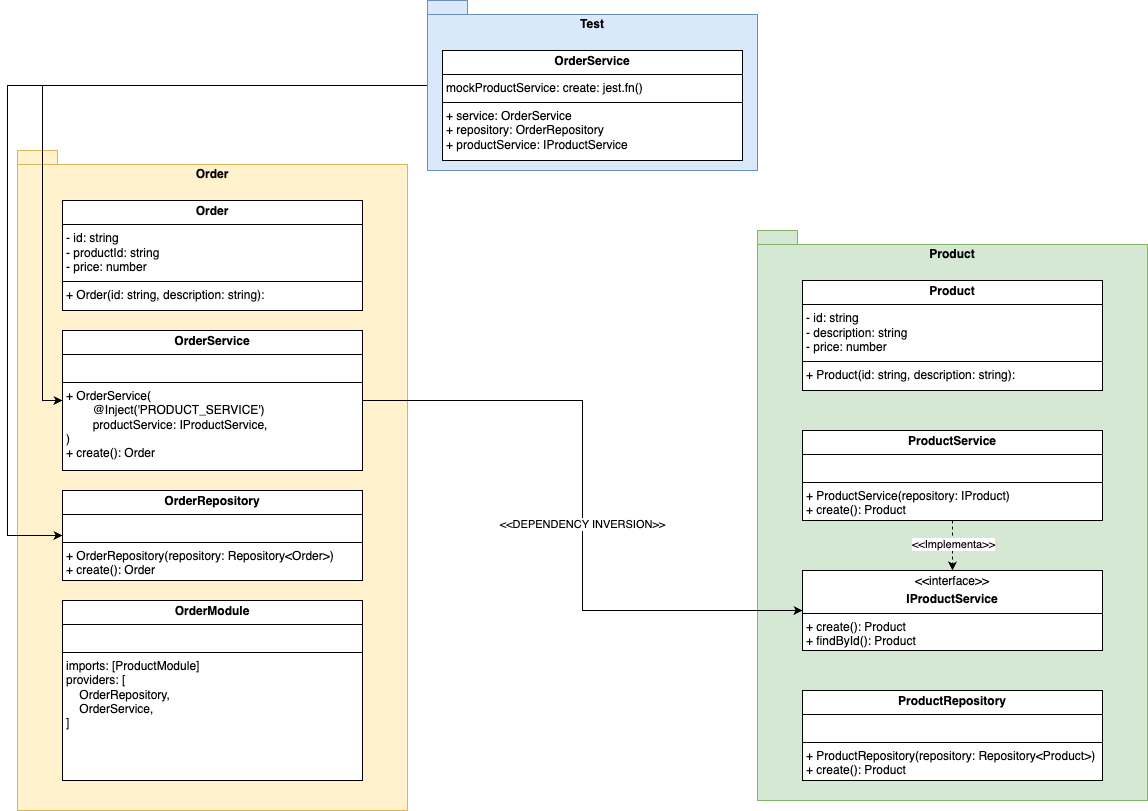 Test
OrderService
mockProductService: create: jest.fn()
+ service: OrderService
+ repository: OrderRepository
+ productService: IProductService
Order
Order
- id: string
- productId: string
- price: number
+ Order(id: string, description: string):
OrderService
+ OrderService(
@Inject('PRODUCT_SERVICE')
productService: IProductService,
)
+ create(): Order
OrderRepository
+ OrderRepository(repository: Repository<Order>)
+ create(): Order
OrderModule
imports: [ProductModule]
providers: [
OrderRepository,
OrderService,
]
<<DEPENDENCY INVERSION>>
Product
Product
- id: string
- description: string
- price: number
+ Product(id: string, description: string):
ProductService
+ ProductService(repository: IProduct)
+ create(): Product
<<Implementa>>
<<interface>>
IProductService
+ create(): Product
+ findById(): Product
ProductRepository
+ ProductRepository(repository: Repository<Product>)
+ create(): Product